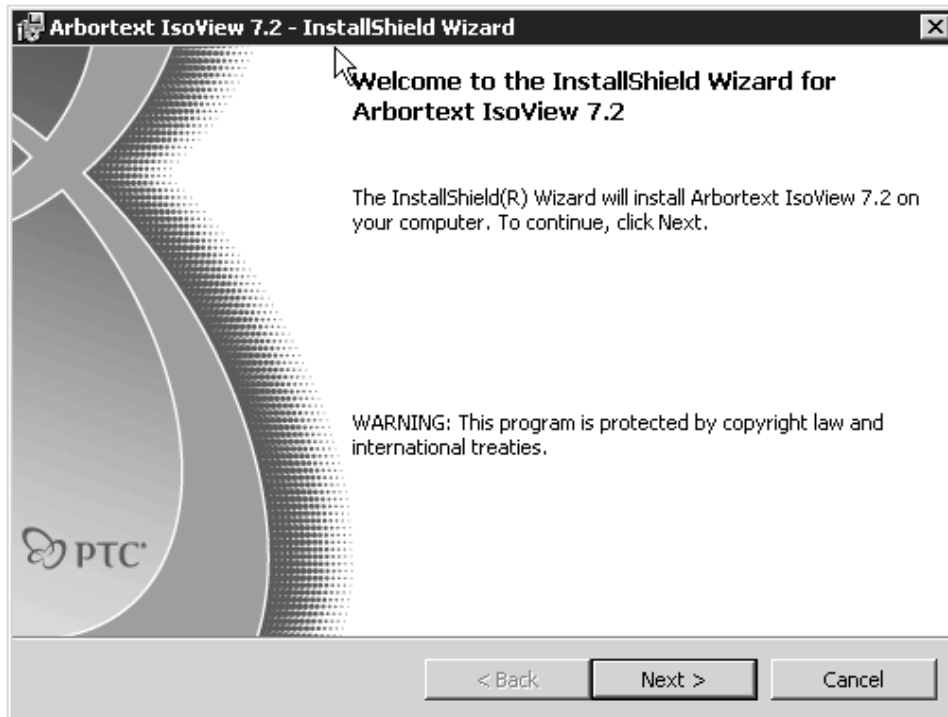 Arbortext IsoView 7.2 - InstallShield Wizard
Welcome to the InstallShield Wizard for
Arbortext IsoView 7.2
The InstallShield(R) Wizard will install Arbortext IsoView 7.2 on
your computer. To continue, click Next.
WARNING: This program is protected by copyright law and
international treaties.
PTC®
< Back
Next >
Cancel